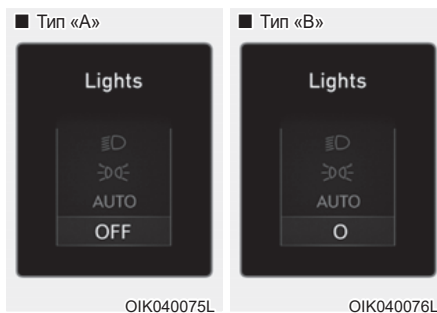 ■ Тип «A»
Lights
AUTO
OFF
OIK040075L
■ Тип «B»
Lights
AUTO
O
OIK040076L